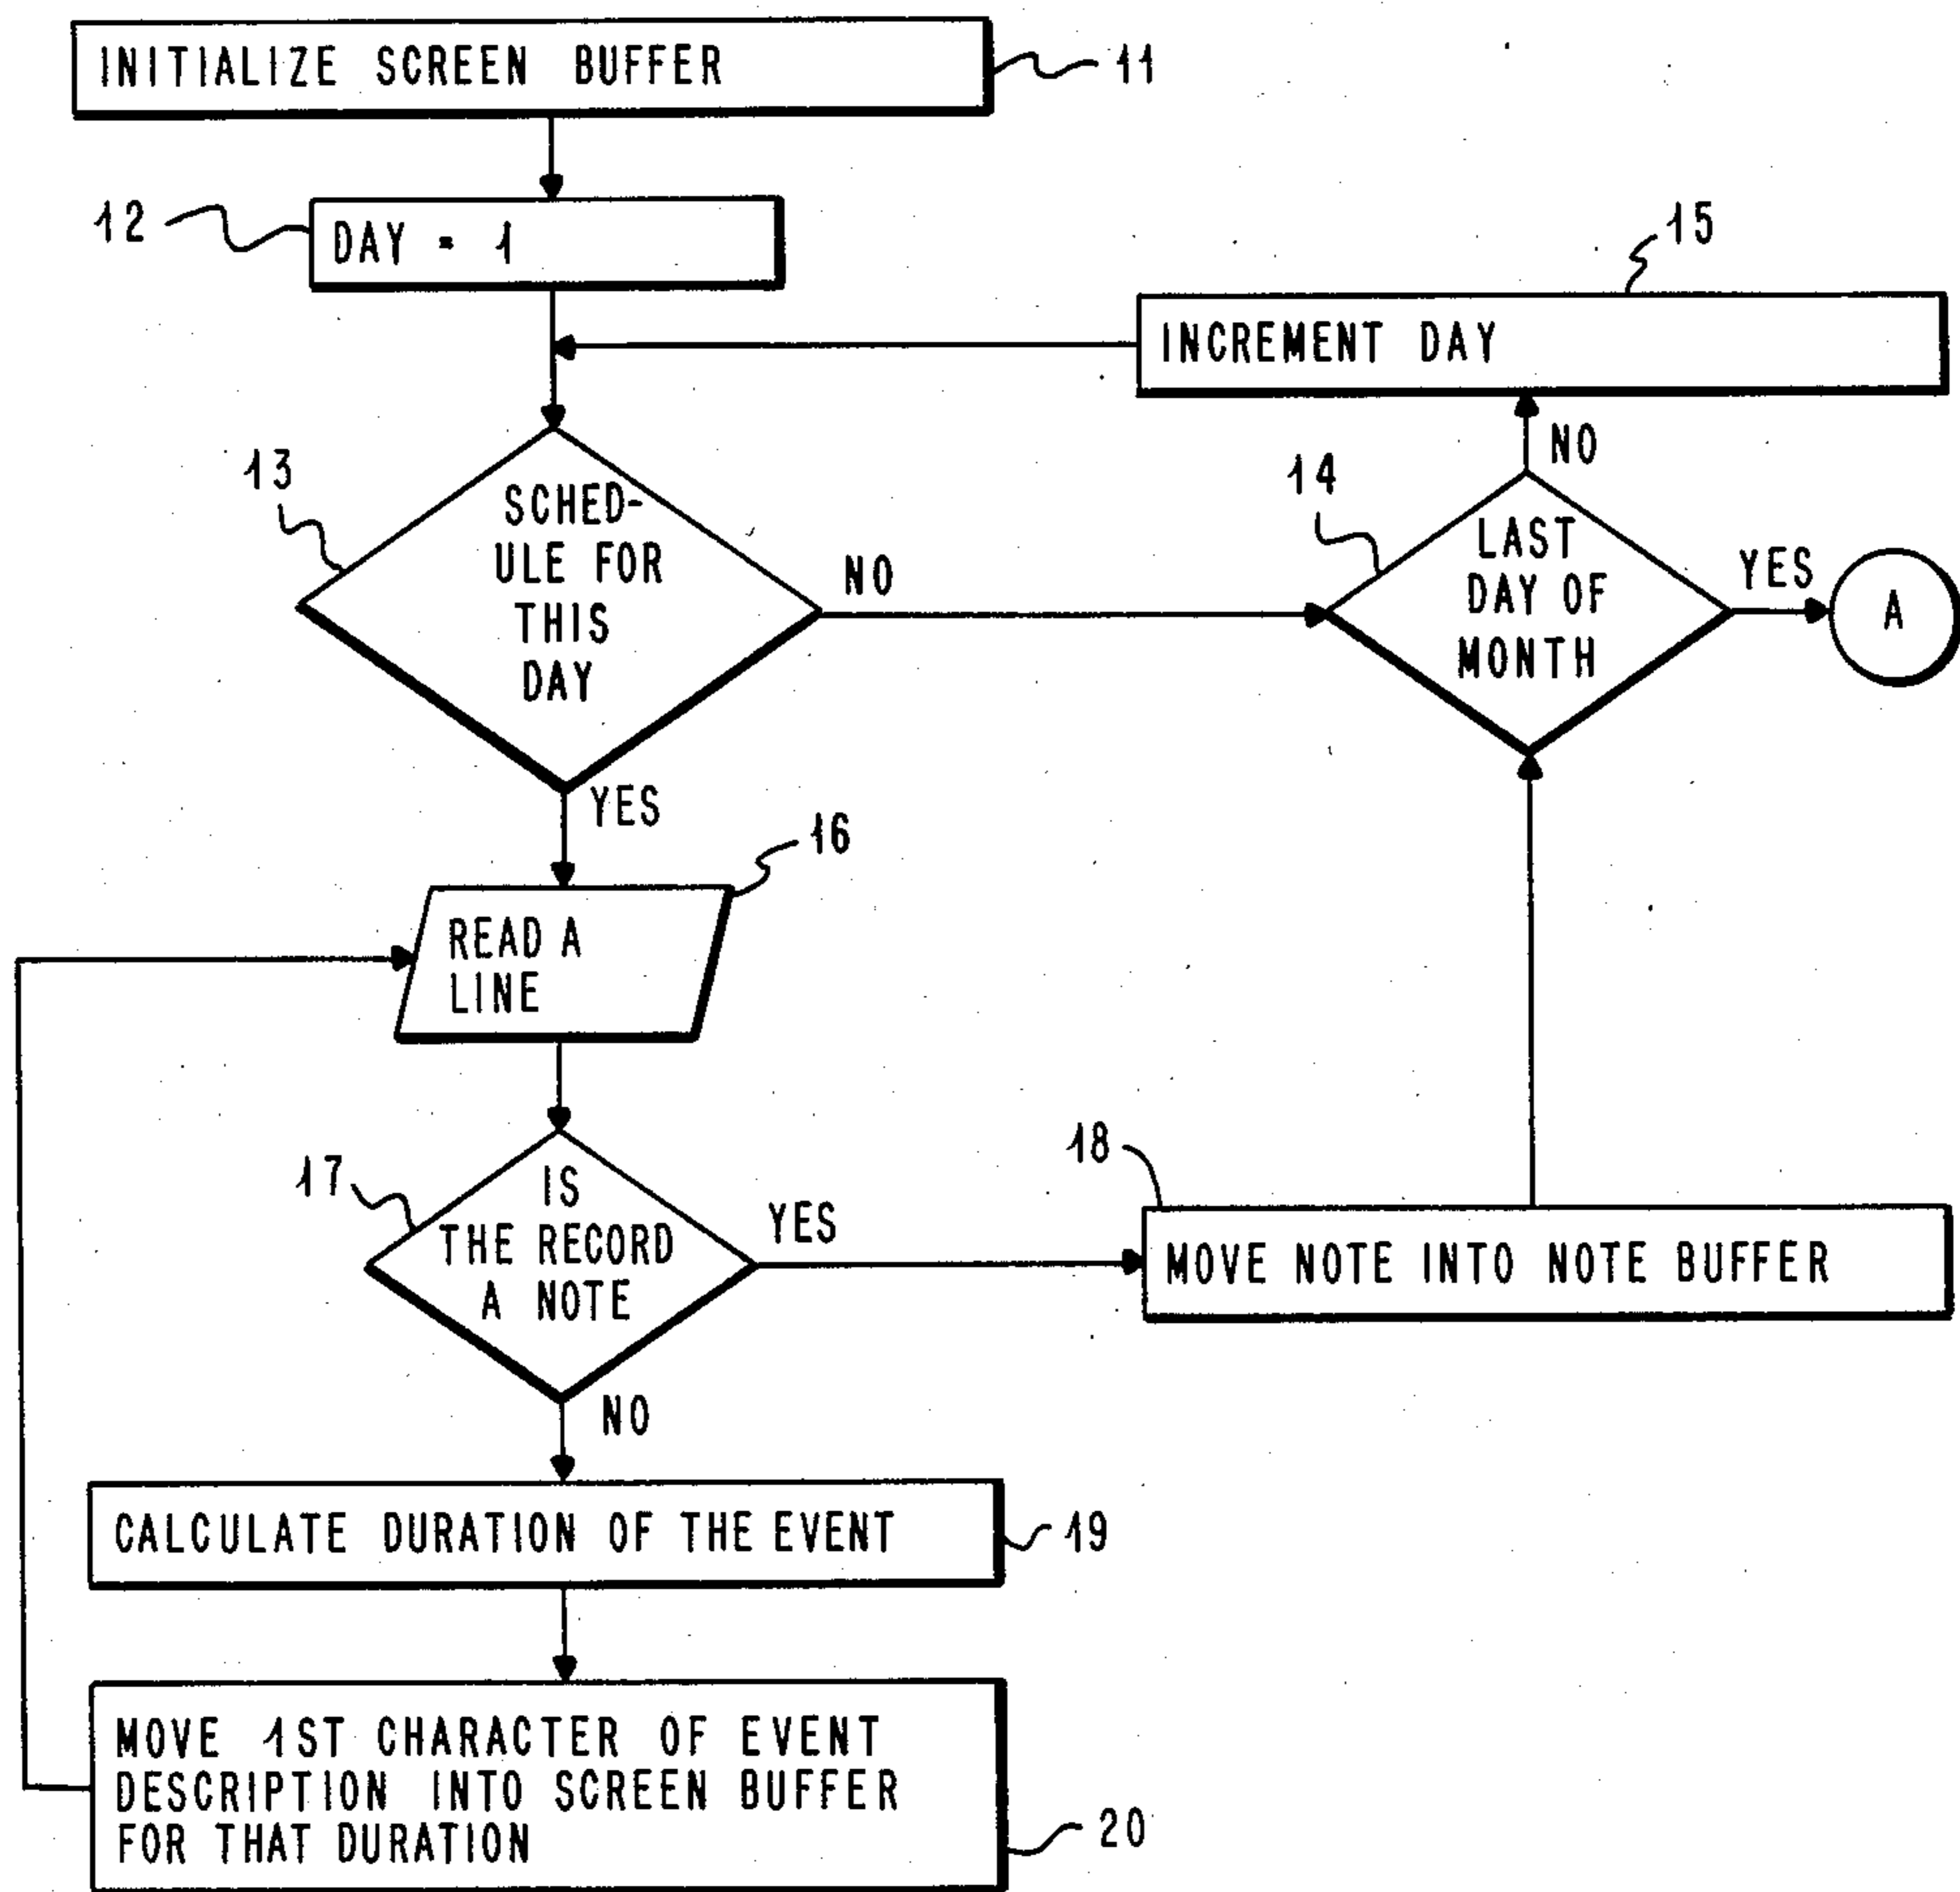 INITIALIZE SCREEN BUFFER
11
12
DAY = 1
15
INCREMENT DAY
13
SCHED-
ULE FOR
THIS
DAY
NO
14
NO
LAST
DAY OF
MONTH
YES
A
YES
16
READ A
LINE
17
IS
THE RECORD
A NOTE
YES
18
MOVE NOTE INTO NOTE BUFFER
NO
CALCULATE DURATION OF THE EVENT
19
MOVE 1ST CHARACTER OF EVENT
DESCRIPTION INTO SCREEN BUFFER
FOR THAT DURATION
20